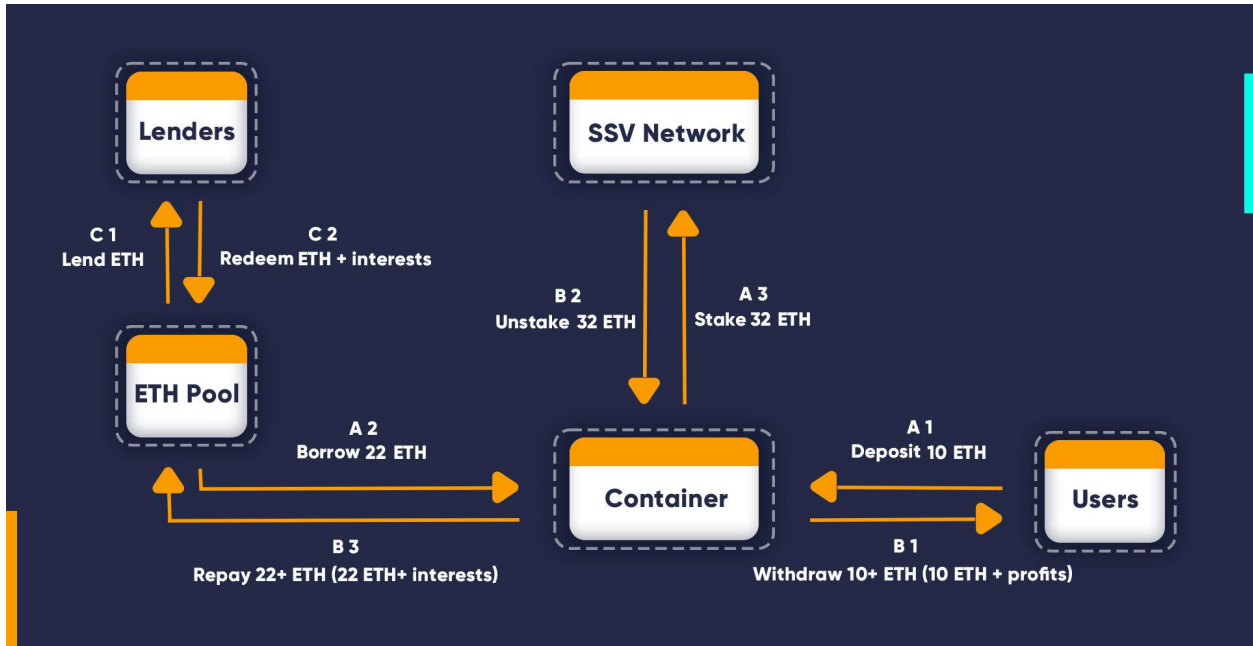 Lenders
SSV Network
C 1
Lend ETH
C 2
Redeem ETH + interests
B 2
Unstake 32 ETH
A 3
Stake 32 ETH
ETH Pool
A 2
Borrow 22 ETH
A 1
Deposit 10 ETH
Container
Users
B 3
Repay 22+ ETH (22 ETH+ interests)
B 1
Withdraw 10+ ETH (10 ETH + profits)